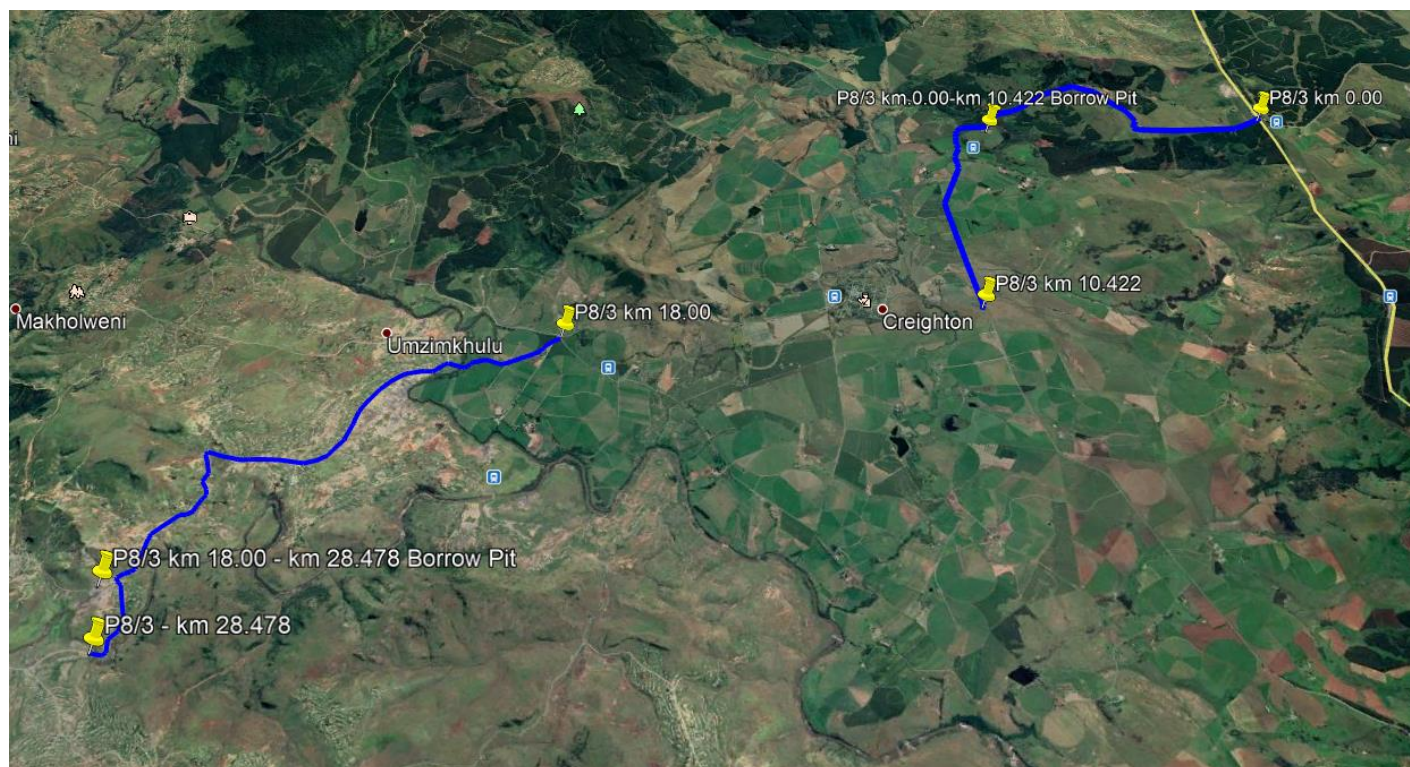 P8/3 km.0.00-km 10.422 Borrow Pit
P8/3 km 0.00
ni
P8/3 km 10.422
Makholweni
Umzimkhulu
P8/3 km 18.00
Creighton
P8/3 km 18.00 - km 28.478 Borrow Pit
P8/3 - km 28.478